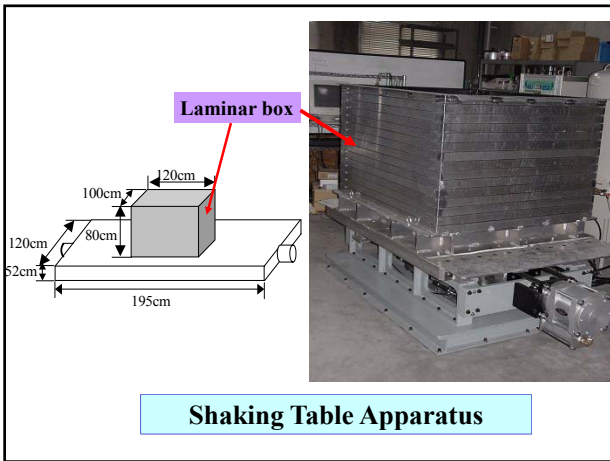 Laminar box
120cm
100cm
80cm
120cm
52cm
195cm
Shaking Table Apparatus